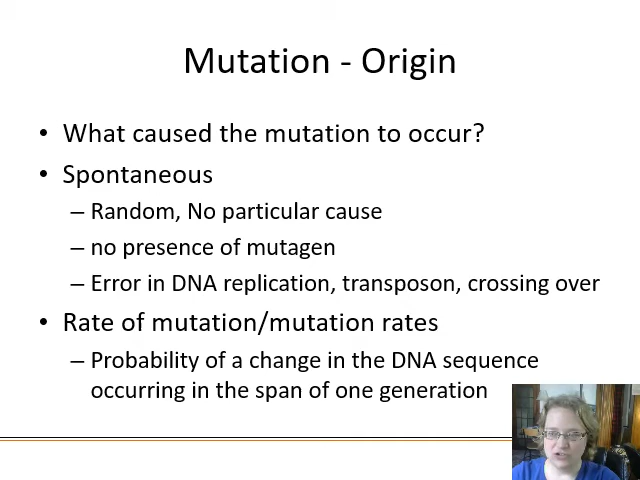 Mutation - Origin
• What caused the mutation to occur?
• Spontaneous
– Random, No particular cause
– no presence of mutagen
– Error in DNA replication, transposon, crossing over
• Rate of mutation/mutation rates
– Probability of a change in the DNA sequence
occurring in the span of one generation